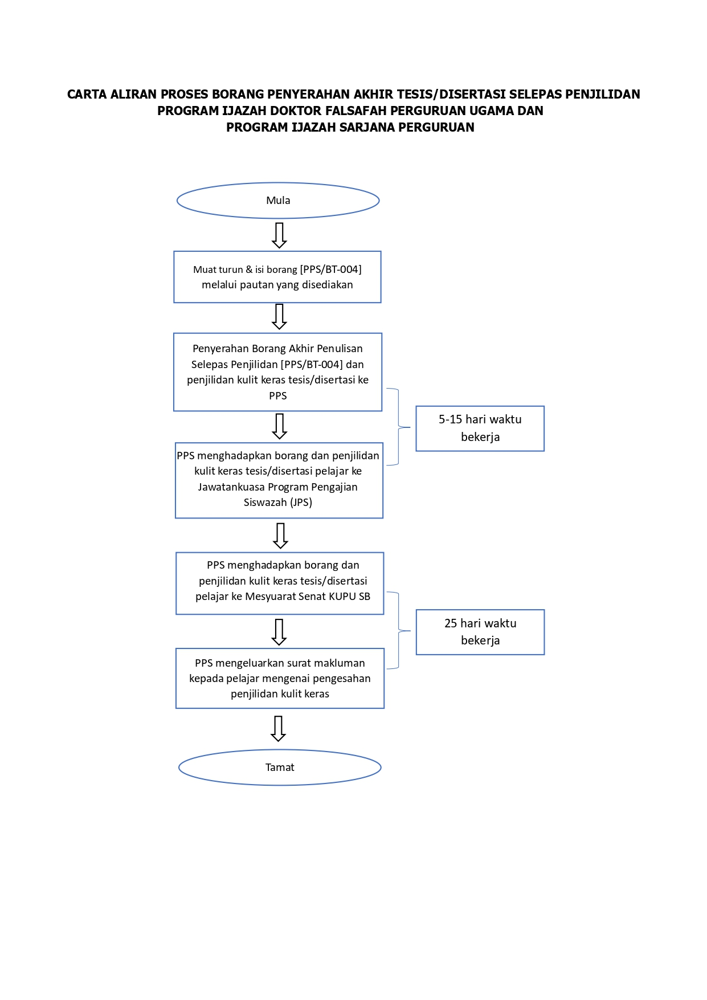 CARTA ALIRAN PROSES BORANG PENYERAHAN AKHIR TESIS/DISERTASI SELEPAS PENJILIDAN
PROGRAM IJAZAH DOKTOR FALSAFAH PERGURUAN UGAMA DAN
PROGRAM IJAZAH SARJANA PERGURUAN
Mula
Muat turun & isi borang [PPS/BT-004]
melalui pautan yang disediakan
Penyerahan Borang Akhir Penulisan
Selepas Penjilidan [PPS/BT-004] dan
penjilidan kulit keras tesis/disertasi ke
PPS
5-15 hari waktu
bekerja
PPS menghadapkan borang dan penjilidan
kulit keras tesis/disertasi pelajar ke
Jawatankuasa Program Pengajian
Siswazah (JPS)
PPS menghadapkan borang dan
penjilidan kulit keras tesis/disertasi
pelajar ke Mesyuarat Senat KUPU SB
25 hari waktu
bekerja
PPS mengeluarkan surat makluman
kepada pelajar mengenai pengesahan
penjilidan kulit keras
Tamat